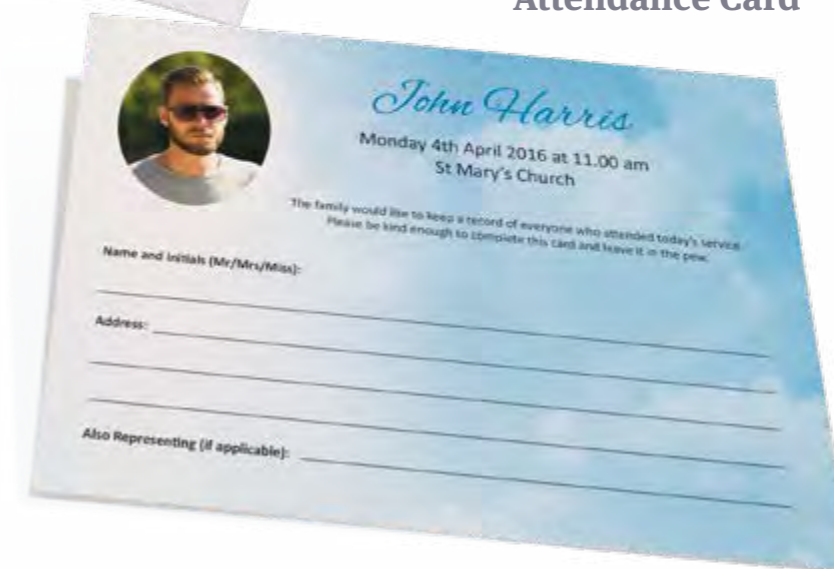 Attendance Card
John Harris
Monday 4th April 2016 at 11.00 am
St Mary's Church
The family would like to keep a record of everyone who attended today's service.
Please be kind enough to complete this card and leave it in the pew.
Name and Initials (Mr/Mrs/Miss):
Address:
Also Representing (if applicable):